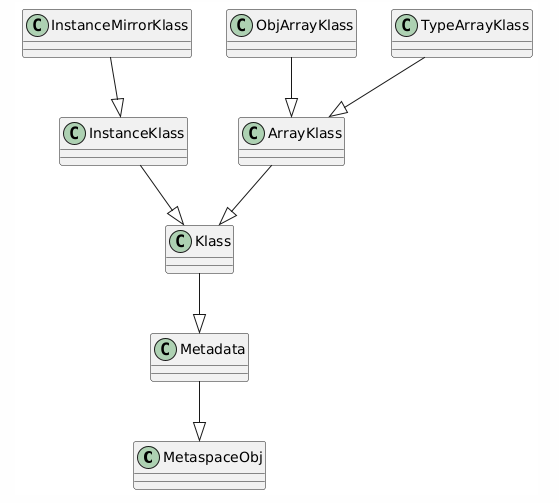 C InstanceMirrorKlass
C ObjArrayKlass
C TypeArrayKlass
C InstanceKlass
C ArrayKlass
C Klass
C Metadata
C MetaspaceObj